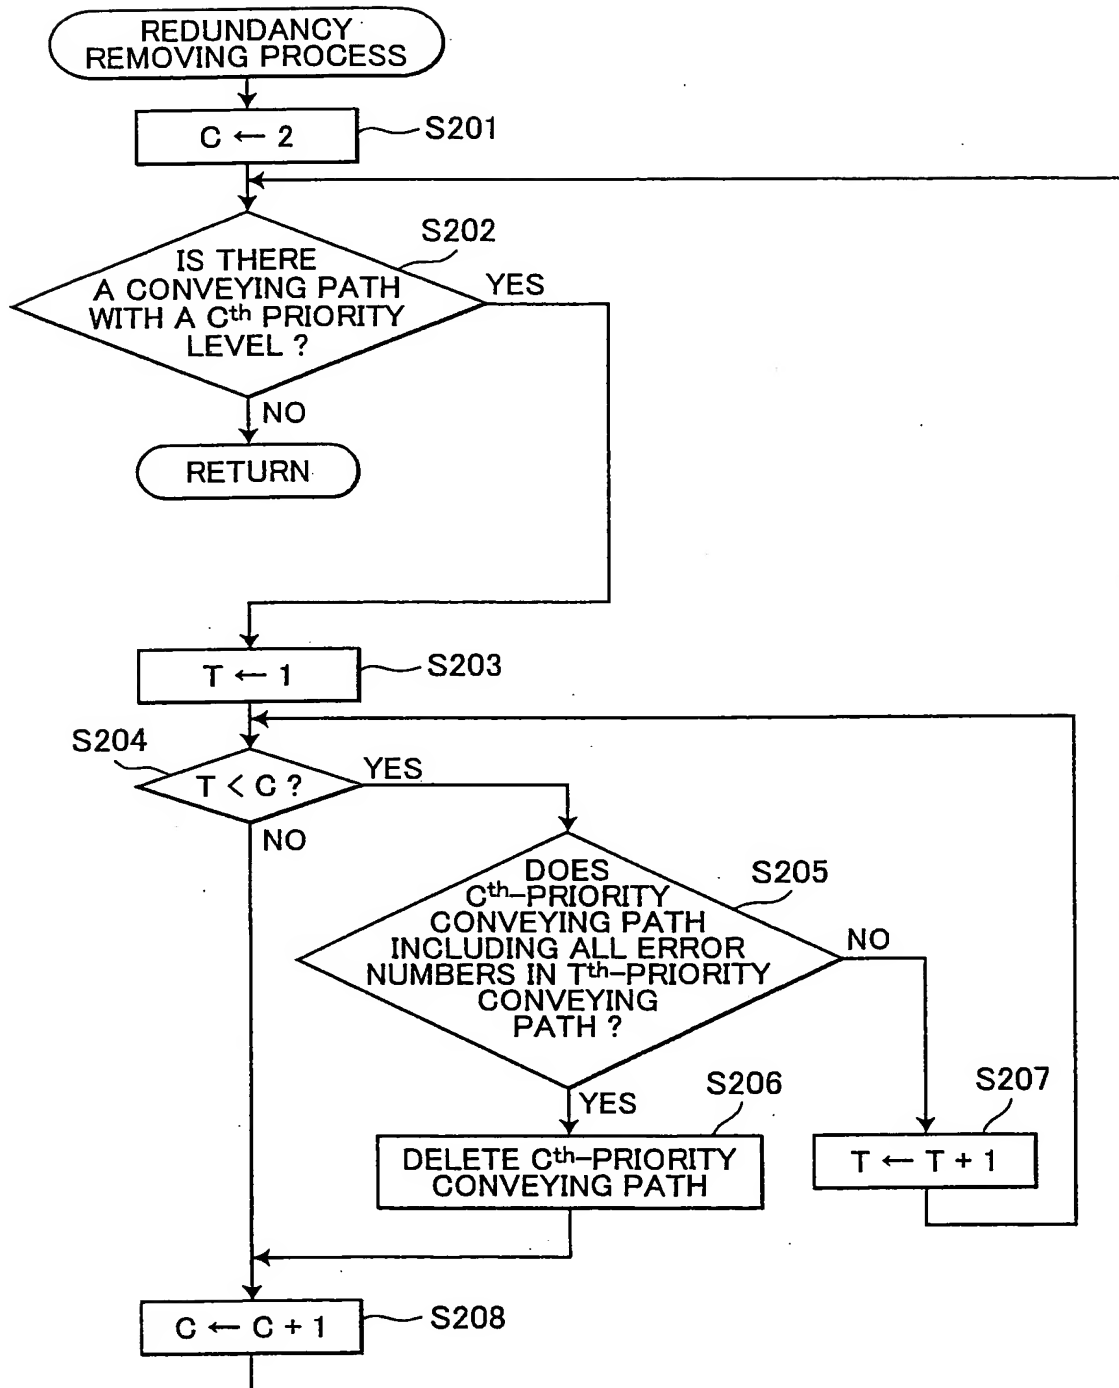 REDUNDANCY
REMOVING PROCESS
C ← 2
S201
S202
IS THERE
A CONVEYING PATH
WITH A Cth PRIORITY
LEVEL ?
YES
NO
RETURN
T ← 1
S203
S204
T < C ?
YES
NO
S205
DOES
Cth-PRIORITY
CONVEYING PATH
INCLUDING ALL ERROR
NUMBERS IN Tth-PRIORITY
CONVEYING
PATH ?
NO
YES
S206
DELETE Cth-PRIORITY
CONVEYING PATH
S207
T ← T + 1
C ← C + 1
S208